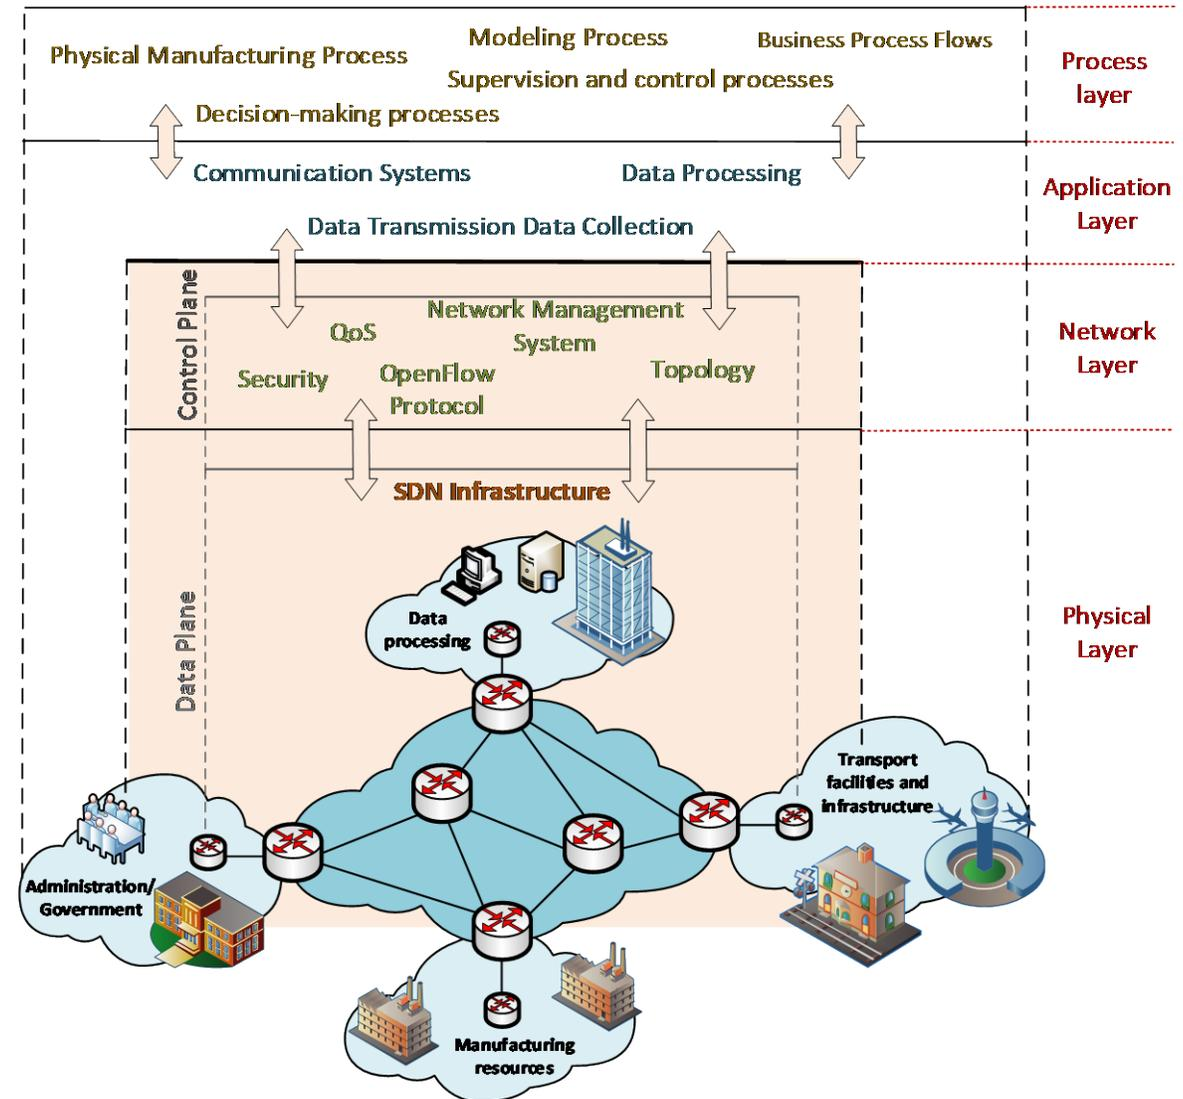 Physical Manufacturing Process
Modeling Process
Business Process Flows
Supervision and control processes
Decision-making processes
Process
layer
Communication Systems
Data Processing
Data Transmission Data Collection
Application
Layer
Control Plane
QoS
Network Management
System
Security
OpenFlow
Protocol
Topology
Network
Layer
SDN Infrastructure
Data Plane
Data
processing
Physical
Layer
Transport
facilities and
infrastructure
Administration/
Government
Manufacturing
resources